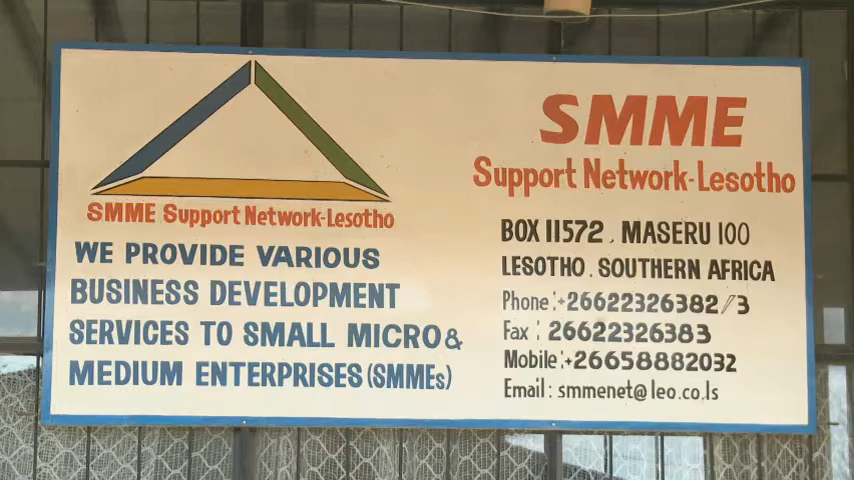 SMME Support Network-Lesotho
WE PROVIDE VARIOUS
BUSINESS DEVELOPMENT
SERVICES TO SMALL MICRO &
MEDIUM ENTERPRISES (SMMEs)
SMME
Support Network-Lesotho
BOX 11572, MASERU 100
LESOTHO. SOUTHERN AFRICA
Phone:+26622326382//3
Fax: 26622326383
Mobile:+26658882032
Email: smmenet@leo.co.ls